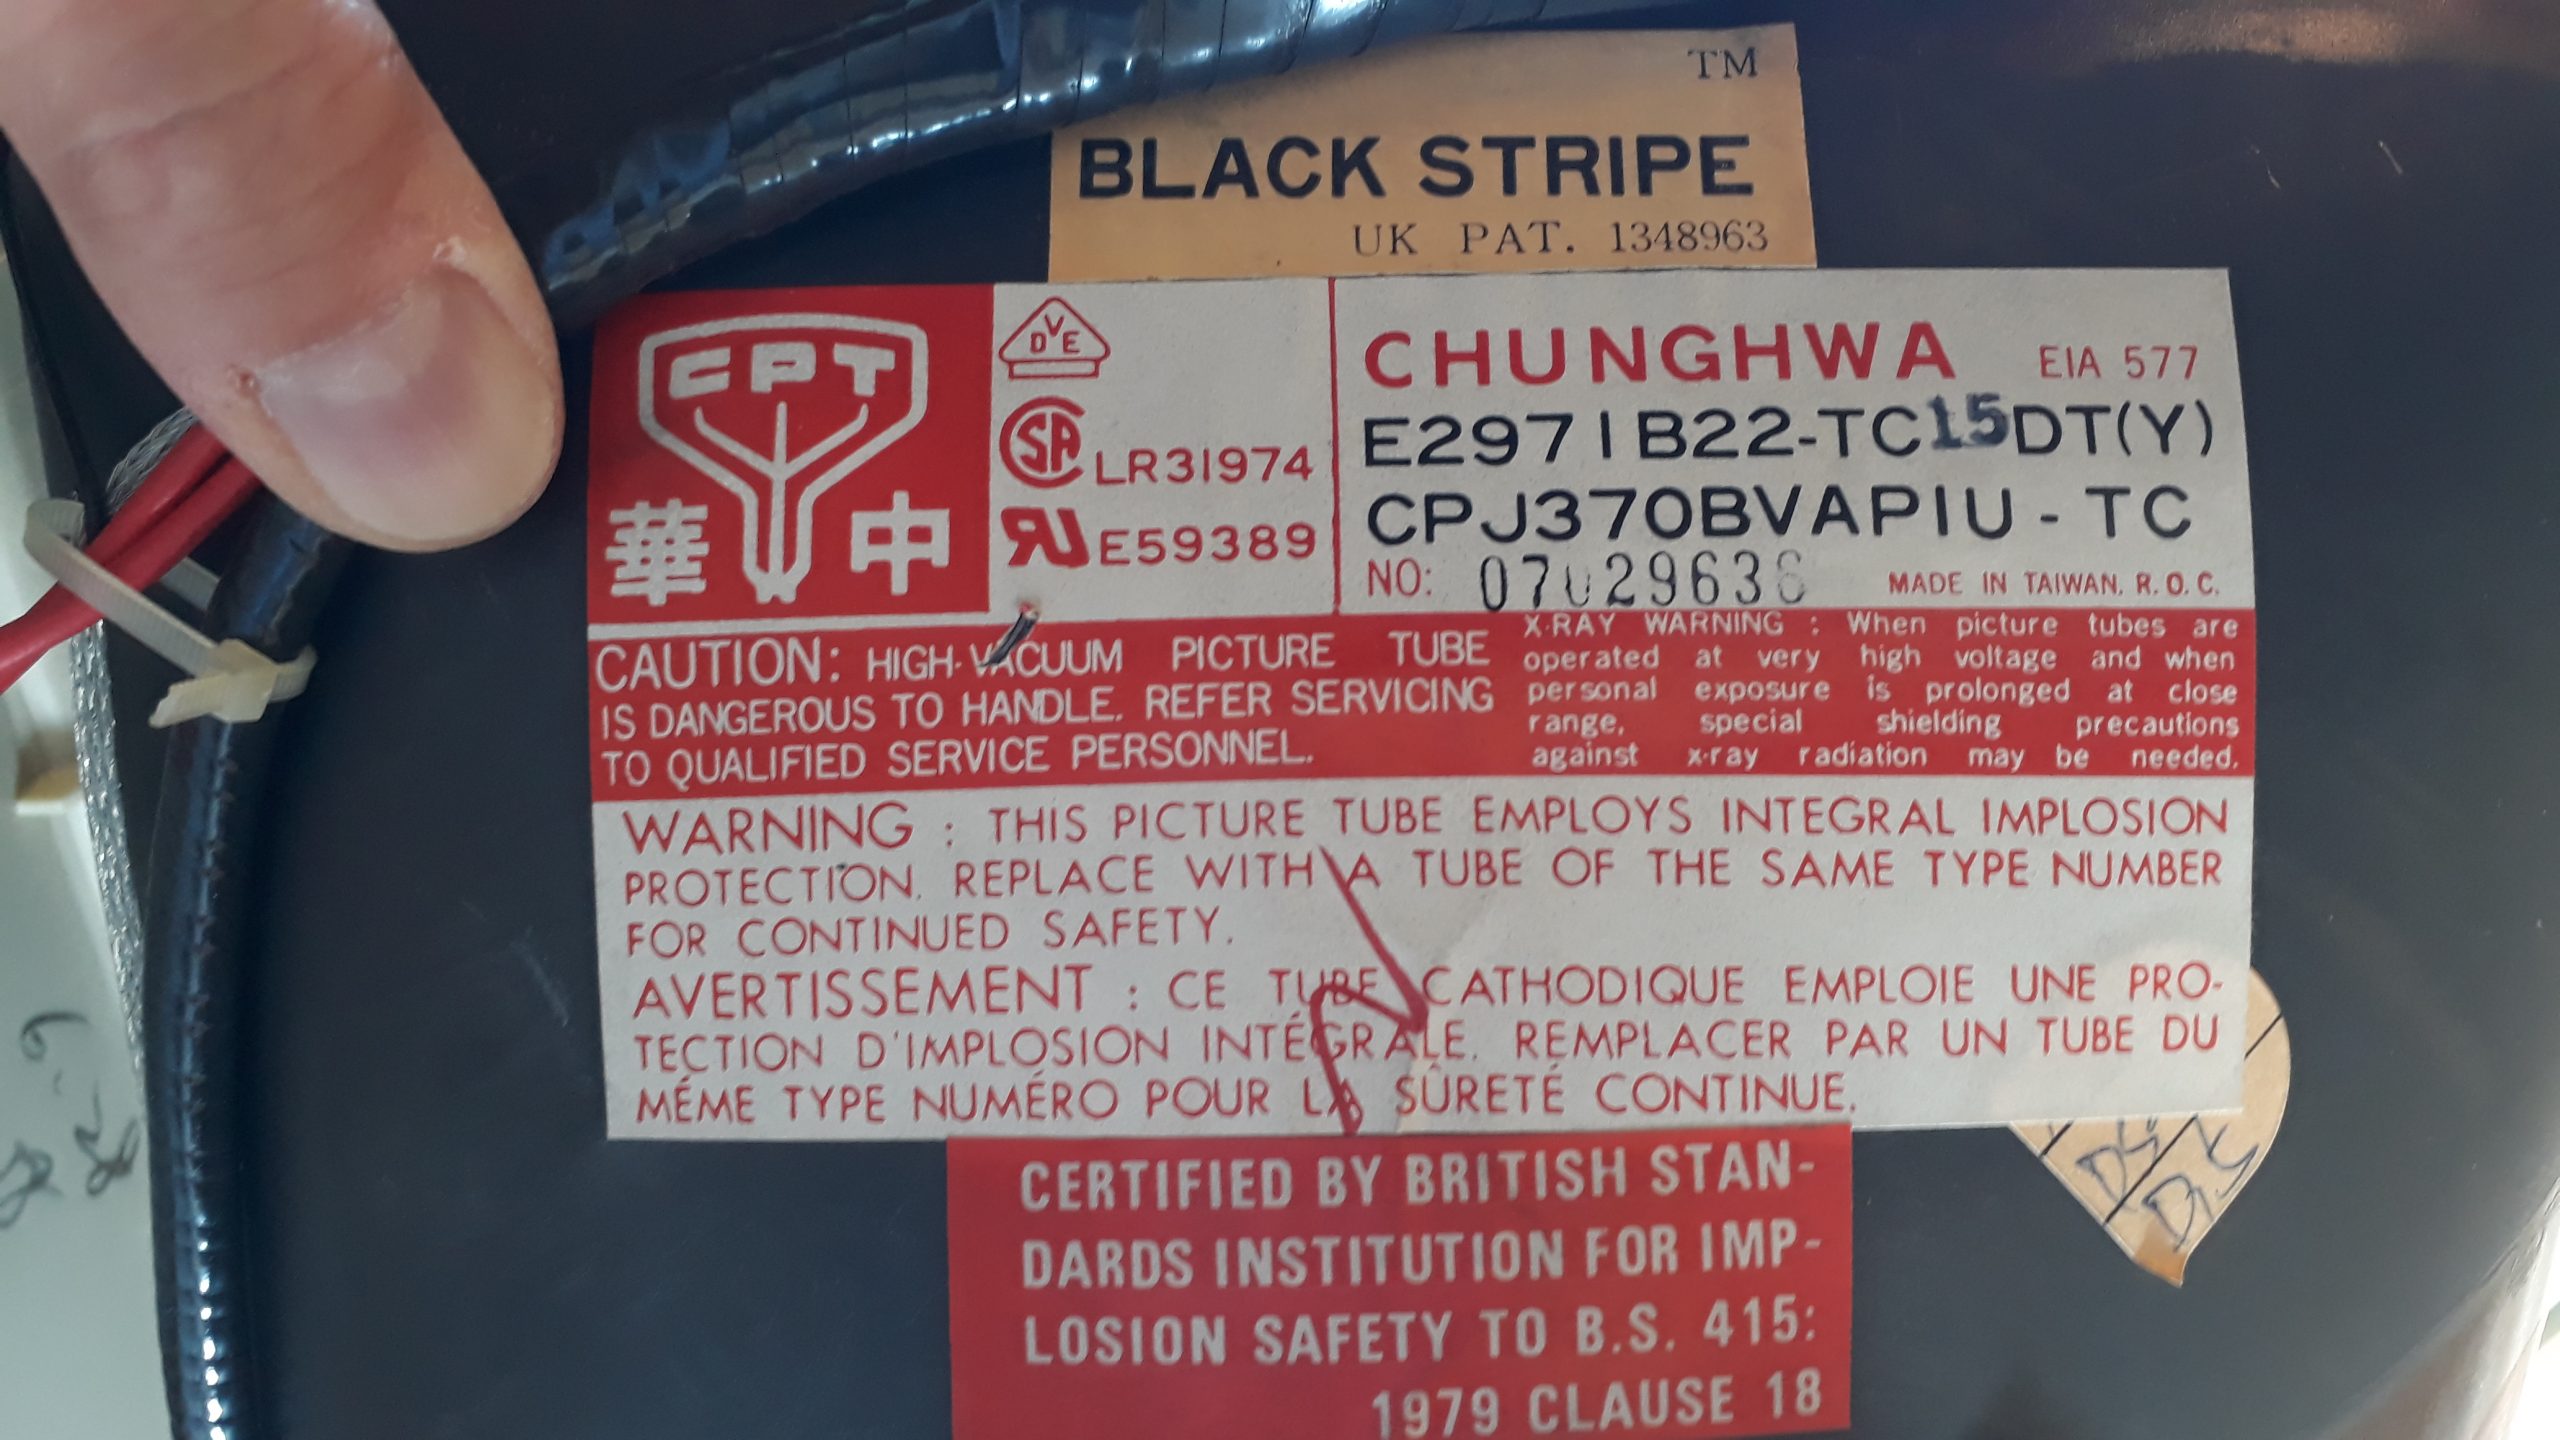 TM
BLACK STRIPE
UK PAT. 1348963
CPT
華 中
DVE
SA LR31974
RU E59389
CHUNGHWA EIA 577
E2971B22-TC15DT(Y)
CPJ370BVAP1U-TC
NO: MADE IN TAIWAN. R.O.C.
CAUTION: HIGH-VACUUM PICTURE TUBE
IS DANGEROUS TO HANDLE. REFER SERVICING
TO QUALIFIED SERVICE PERSONNEL.
X-RAY WARNING : When picture tubes are
operated at very high voltage and when
personal exposure is prolonged at close
range, special shielding precautions
against x-ray radiation may be needed.
WARNING : THIS PICTURE TUBE EMPLOYS INTEGRAL IMPLOSION
PROTECTION. REPLACE WITH A TUBE OF THE SAME TYPE NUMBER
FOR CONTINUED SAFETY.
AVERTISSEMENT : CE TUBE CATHODIQUE EMPLOIE UNE PRO-
TECTION D'IMPLOSION INTÉGRALE. REMPLACER PAR UN TUBE DU
MÉME TYPE NUMÉRO POUR LA SÛRETÉ CONTINUE.
CERTIFIED BY BRITISH STAN-
DARDS INSTITUTION FOR IMP-
LOSION SAFETY TO B.S. 415:
1979 CLAUSE 18